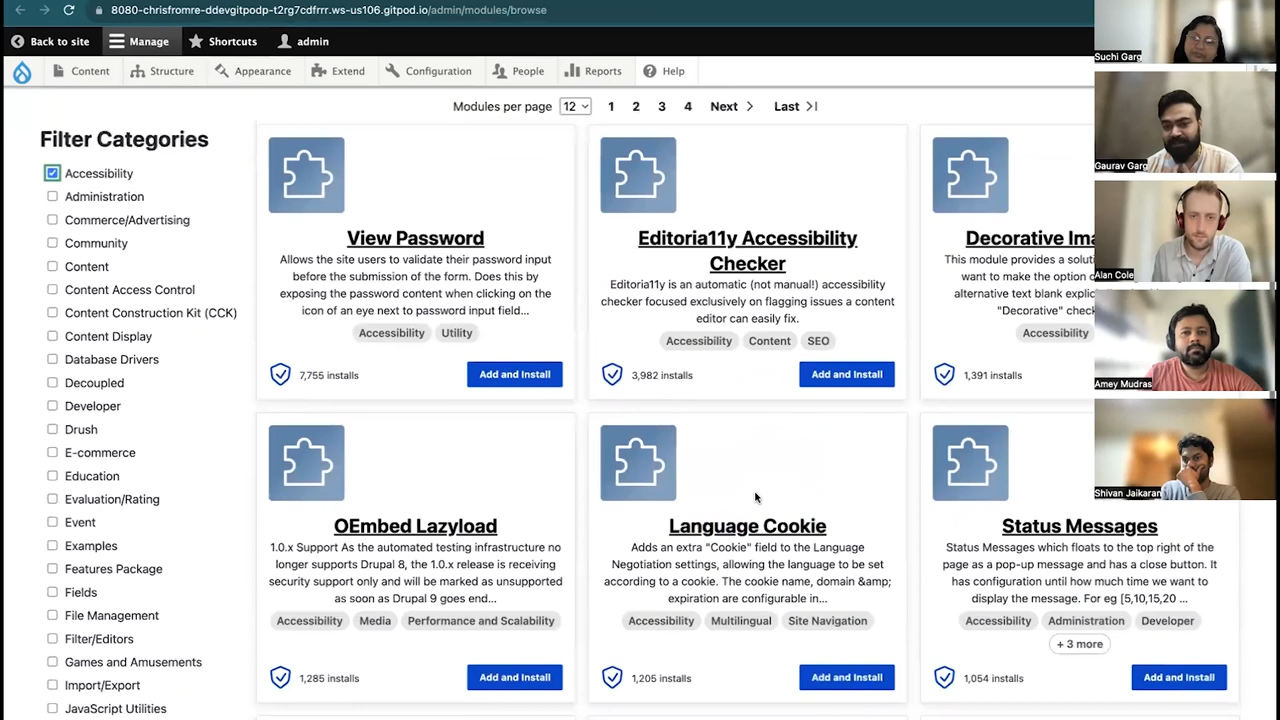 8080-chrisfromre-ddevgitpodp-t2rg7cdfrrr.ws-us106.gitpod.io/admin/modules/browse
Back to site Manage Shortcuts admin
Content Structure Appearance Extend Configuration People Reports Help
Modules per page 12 1 2 3 4 Next Last
Filter Categories
Accessibility
Administration
Commerce/Advertising
Community
Content
Content Access Control
Content Construction Kit (CCK)
Content Display
Database Drivers
Decoupled
Developer
Drush
E-commerce
Education
Evaluation/Rating
Event
Examples
Features Package
Fields
File Management
Filter/Editors
Games and Amusements
Import/Export
JavaScript Utilities
View Password
Allows the site users to validate their password input
before the submission of the form. Does this by
exposing the password content when clicking on the
icon of an eye next to password input field...
Accessibility Utility
7,755 installs Add and Install
Editoria11y Accessibility
Checker
Editoria11y is an automatic (not manual!) accessibility
checker focused exclusively on flagging issues a content
editor can easily fix.
Accessibility Content SEO
3,982 installs Add and Install
Decorative Ima
This module provides a soluti
want to make the option o
alternative text blank explic
"Decorative" check
Accessibility
1,391 installs
OEmbed Lazyload
1.0.x Support As the automated testing infrastructure no
longer supports Drupal 8, the 1.0.x release is receiving
security support only and will be marked as unsupported
as soon as Drupal 9 goes end...
Accessibility Media Performance and Scalability
1,285 installs Add and Install
Language Cookie
Adds an extra "Cookie" field to the Language
Negotiation settings, allowing the language to be set
according to a cookie. The cookie name, domain &amp;
expiration are configurable in...
Accessibility Multilingual Site Navigation
1,205 installs Add and Install
Status Messages
Status Messages which floats to the top right of the
page as a pop-up message and has a close button. It
has configuration until how much time we want to
display the message. For eg [5,10,15,20 ...
Accessibility Administration Developer
+ 3 more
1,054 installs Add and Install
Suchi Garg
Gaurav Garg
Alan Cole
Amey Mudras
Shivan Jaikaran